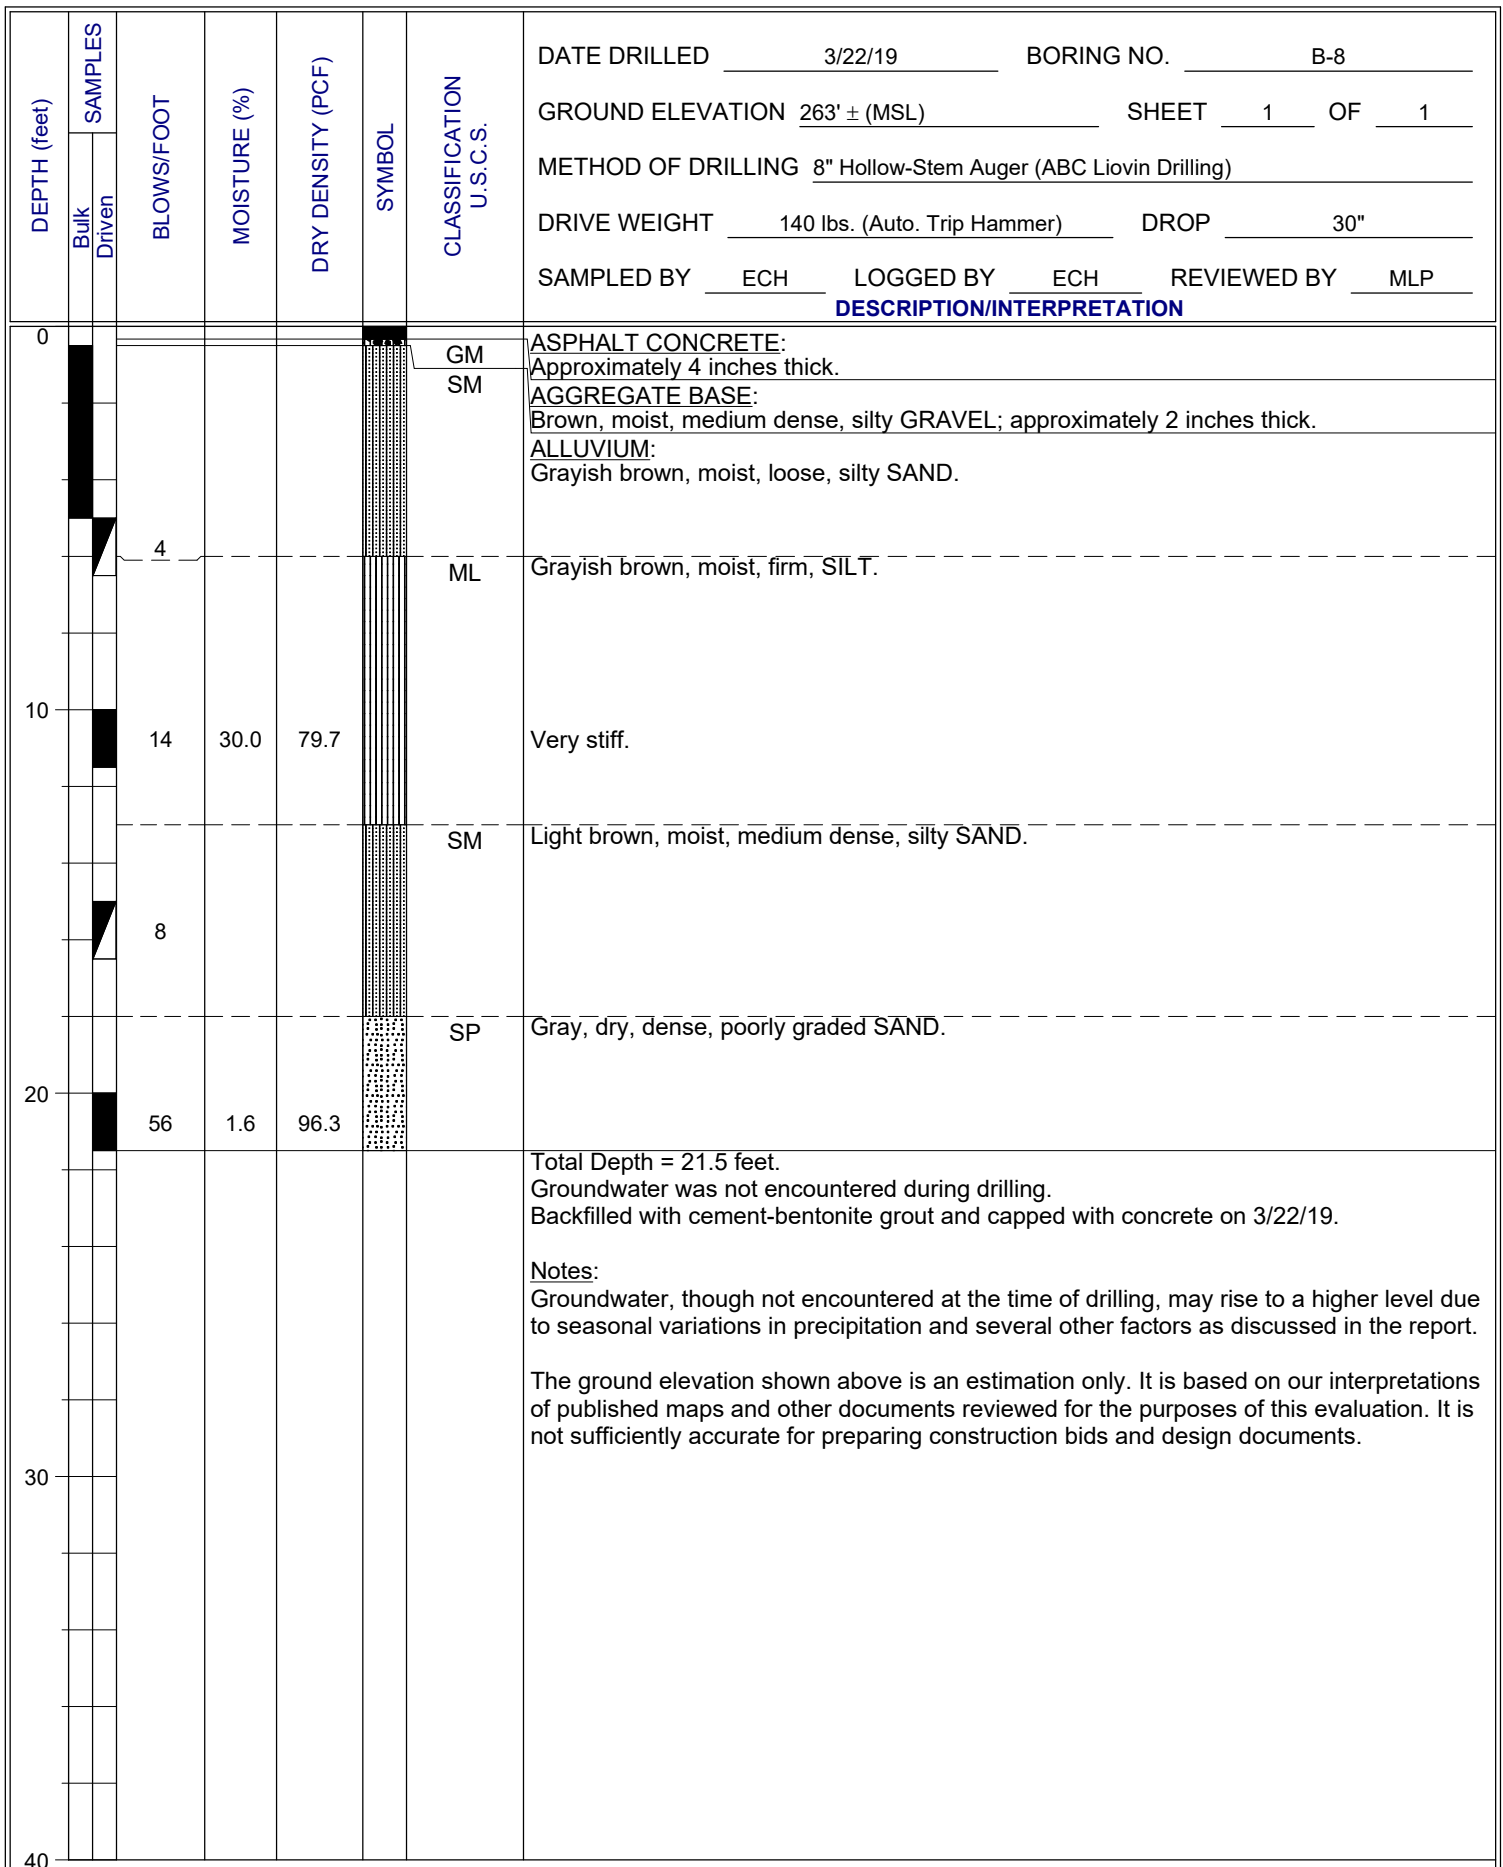 DEPTH (feet)
SAMPLES
Bulk
Driven
BLOWS/FOOT
MOISTURE (%)
DRY DENSITY (PCF)
SYMBOL
CLASSIFICATION
U.S.C.S.
DATE DRILLED 3/22/19 BORING NO. B-8
GROUND ELEVATION 263' ± (MSL) SHEET 1 OF 1
METHOD OF DRILLING 8" Hollow-Stem Auger (ABC Liovin Drilling)
DRIVE WEIGHT 140 lbs. (Auto. Trip Hammer) DROP 30"
SAMPLED BY ECH LOGGED BY ECH REVIEWED BY MLP
DESCRIPTION/INTERPRETATION
0
ASPHALT CONCRETE:
GM
Approximately 4 inches thick.
SM
AGGREGATE BASE:
Brown, moist, medium dense, silty GRAVEL; approximately 2 inches thick.
ALLUVIUM:
Grayish brown, moist, loose, silty SAND.
4
ML Grayish brown, moist, firm, SILT.
10
14 30.0 79.7 Very stiff.
SM Light brown, moist, medium dense, silty SAND.
8
SP Gray, dry, dense, poorly graded SAND.
20
56 1.6 96.3
Total Depth = 21.5 feet.
Groundwater was not encountered during drilling.
Backfilled with cement-bentonite grout and capped with concrete on 3/22/19.
Notes:
Groundwater, though not encountered at the time of drilling, may rise to a higher level due
to seasonal variations in precipitation and several other factors as discussed in the report.
The ground elevation shown above is an estimation only. It is based on our interpretations
of published maps and other documents reviewed for the purposes of this evaluation. It is
not sufficiently accurate for preparing construction bids and design documents.
30
40